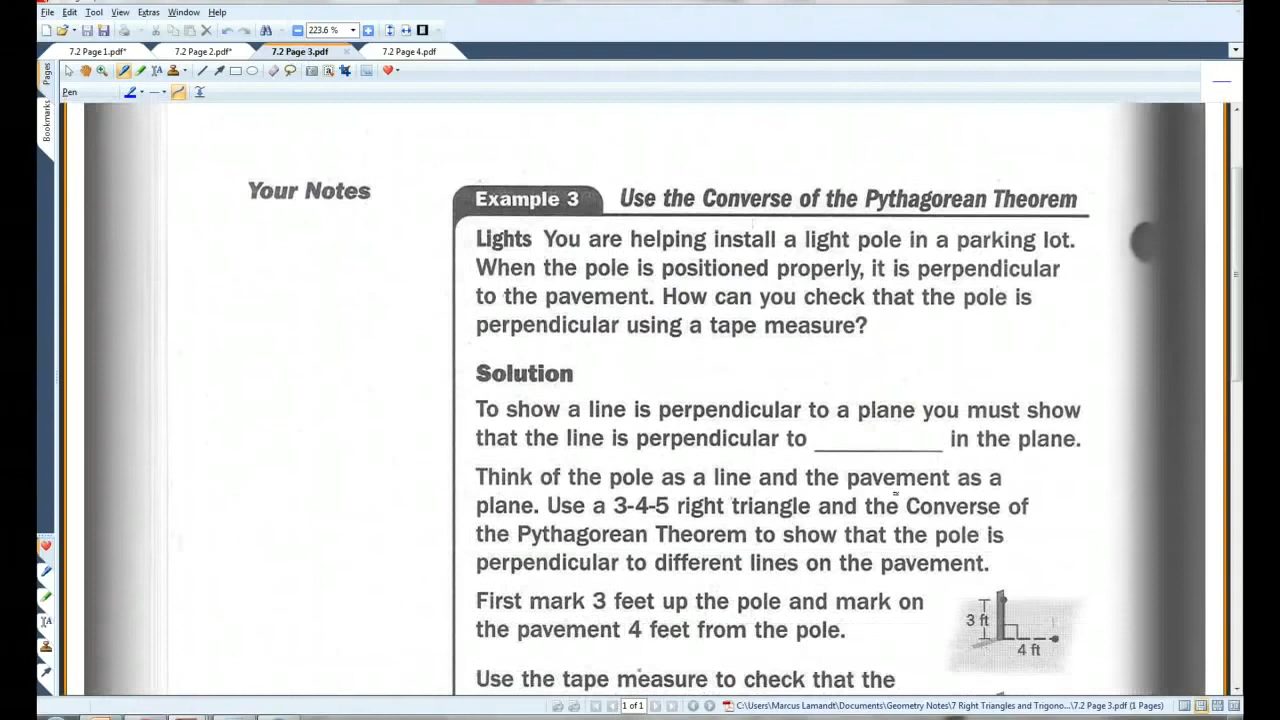 File Edit Tool View Extras Window Help
223.6 %
7.2 Page 1.pdf* 7.2 Page 2.pdf* 7.2 Page 3.pdf 7.2 Page 4.pdf
Pages
Bookmarks
Pen
Your Notes
Example 3 Use the Converse of the Pythagorean Theorem
Lights You are helping install a light pole in a parking lot.
When the pole is positioned properly, it is perpendicular
to the pavement. How can you check that the pole is
perpendicular using a tape measure?
Solution
To show a line is perpendicular to a plane you must show
that the line is perpendicular to ____________ in the plane.
Think of the pole as a line and the pavement as a
plane. Use a 3-4-5 right triangle and the Converse of
the Pythagorean Theorem to show that the pole is
perpendicular to different lines on the pavement.
First mark 3 feet up the pole and mark on
the pavement 4 feet from the pole.
3 ft
4 ft
Use the tape measure to check that the
1 of 1
C:\Users\Marcus Lamandt\Documents\Geometry Notes\7 Right Triangles and Trigono...\7.2 Page 3.pdf (1 Pages)